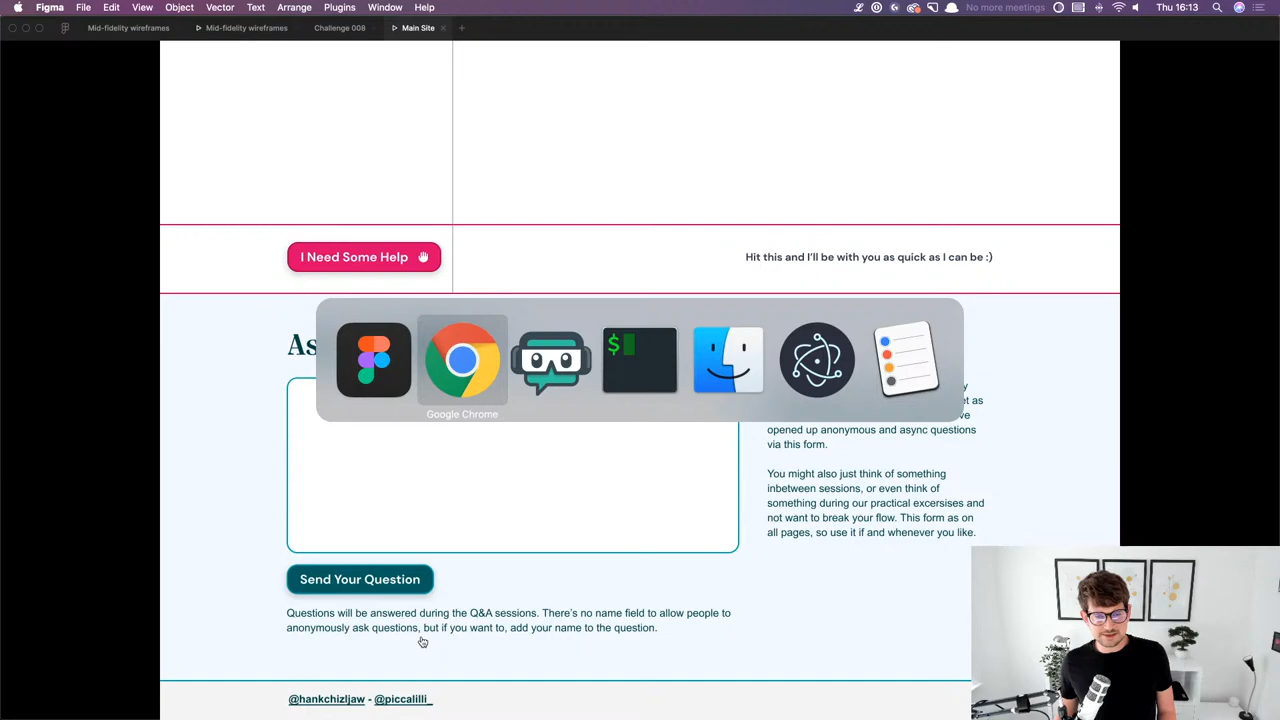 Figma File Edit View Object Vector Text Arrange Plugins Window Help
No more meetings
Thu 16:13
Mid-fidelity wireframes
Mid-fidelity wireframes
Challenge 008
Main Site
I Need Some Help
Hit this and I'll be with you as quick as I can be :)
As
$
Google Chrome
opened up anonymous and async questions
via this form.
You might also just think of something
inbetween sessions, or even think of
something during our practical excersises and
not want to break your flow. This form as on
all pages, so use it if and whenever you like.
Send Your Question
Questions will be answered during the Q&A sessions. There's no name field to allow people to
anonymously ask questions, but if you want to, add your name to the question.
@hankchizljaw - @piccalilli_